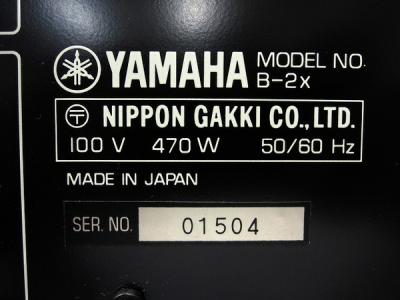 YAMAHA MODEL NO.
B-2x
〒 NIPPON GAKKI CO., LTD.
100 V 470 W 50/60 Hz
MADE IN JAPAN
SER. NO. 01504